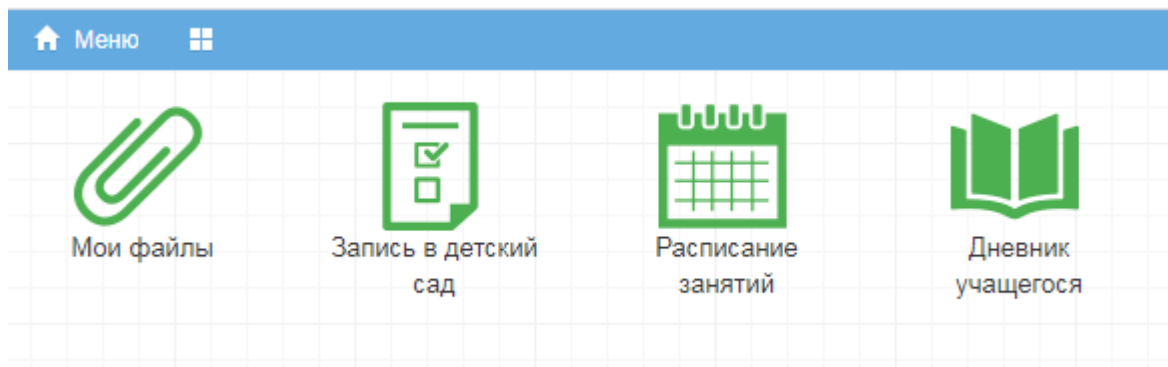 Меню
Мои файлы
Запись в детский
сад
Расписание
занятий
Дневник
учащегося